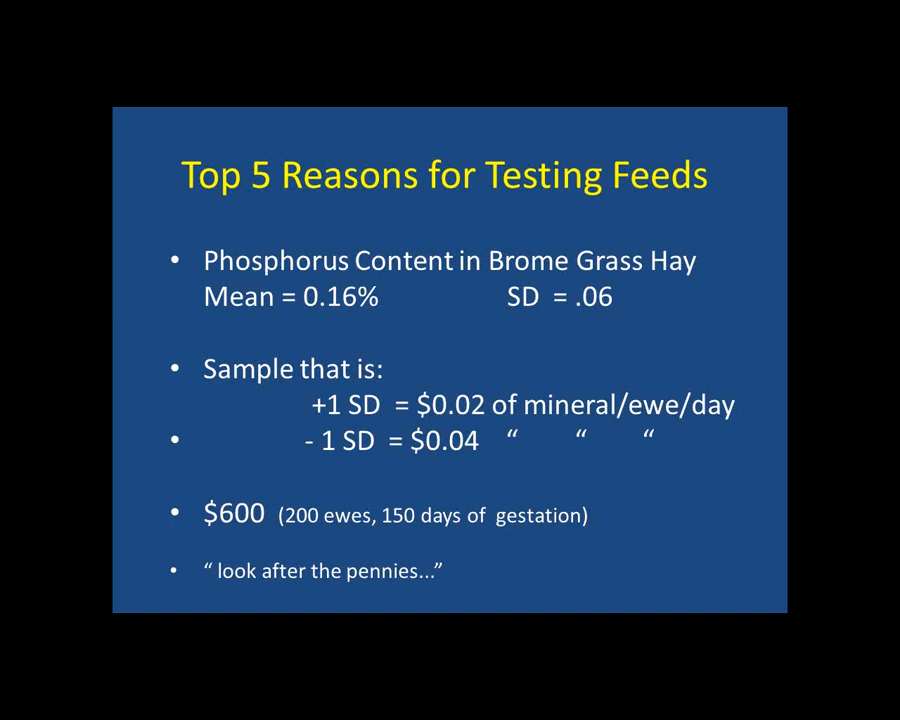 Top 5 Reasons for Testing Feeds
• Phosphorus Content in Brome Grass Hay
Mean = 0.16% SD = .06
• Sample that is:
+1 SD = $0.02 of mineral/ewe/day
• - 1 SD = $0.04 “ “ “
• $600 (200 ewes, 150 days of gestation)
• “ look after the pennies...”